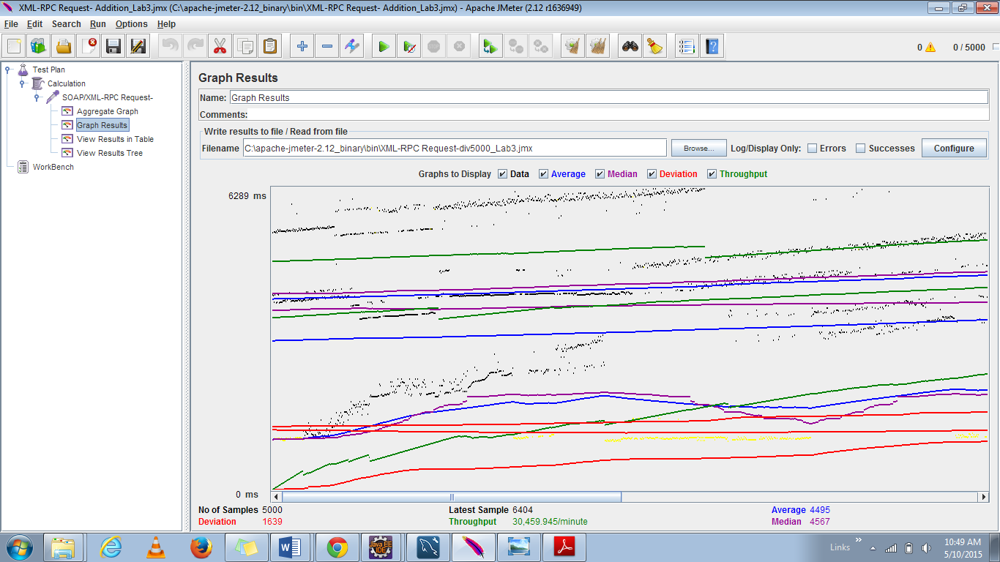 XML-RPC Request- Addition_Lab3.jmx (C:\apache-jmeter-2.12_binary\bin\XML-RPC Request- Addition_Lab3.jmx) - Apache JMeter (2.12 r1636949)
File Edit Search Run Options Help
0 0 / 5000
Test Plan
Calculation
SOAP/XML-RPC Request-
Aggregate Graph
Graph Results
View Results in Table
View Results Tree
WorkBench
Graph Results
Name: Graph Results
Comments:
Write results to file / Read from file
Filename C:\apache-jmeter-2.12_binary\bin\XML-RPC Request-div5000_Lab3.jmx Browse... Log/Display Only: Errors Successes Configure
Graphs to Display Data Average Median Deviation Throughput
6289 ms
0 ms
No of Samples 5000 Latest Sample 6404 Average 4495
Deviation 1639 Throughput 30,459.945/minute Median 4567
Java EE
IDE
Links
10:49 AM
5/10/2015